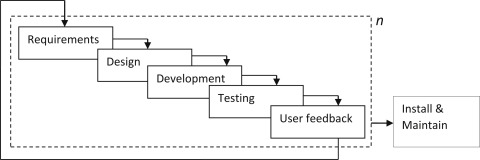 n
Requirements
Design
Development
Testing
User feedback
Install &
Maintain